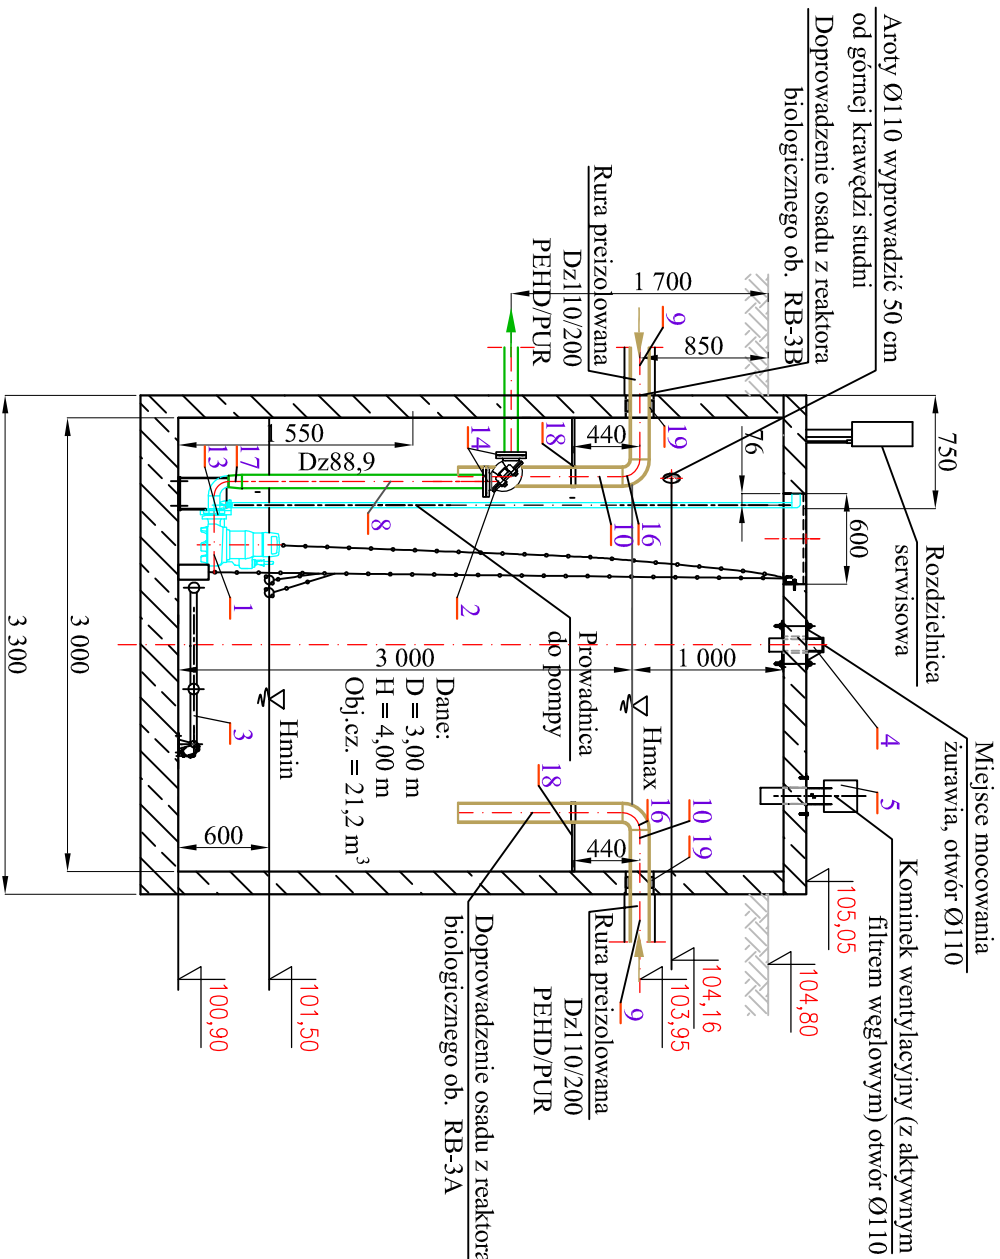 Aroty Ø110 wyprowadzić 50 cm
od górnej krawędzi studni
Doprowadzenie osadu z reaktora
biologicznego ob. RB-3B
Rura preizolowana
Dz110/200
PEHD/PUR
Rozdzielnica
serwisowa
Miejsce mocowania
żurawia, otwór Ø110
Kominek wentylacyjny (z aktywnym
filtrem węglowym) otwór Ø110
750
600
76
1 700
850
440
9
19
18
16
10
14
2
8
17
13
1
3
4
5
1 550
Dz88,9
Prowadnica
do pompy
3 000
1 000
Dane:
D = 3,00 m
H = 4,00 m
Obj.cz. = 21,2 m³
Hmax
Hmin
600
440
18
16
10
19
9
Rura preizolowana
Dz110/200
PEHD/PUR
Doprowadzenie osadu z reaktora
biologicznego ob. RB-3A
105,05
104,80
104,16
103,95
101,50
100,90
3 000
3 300